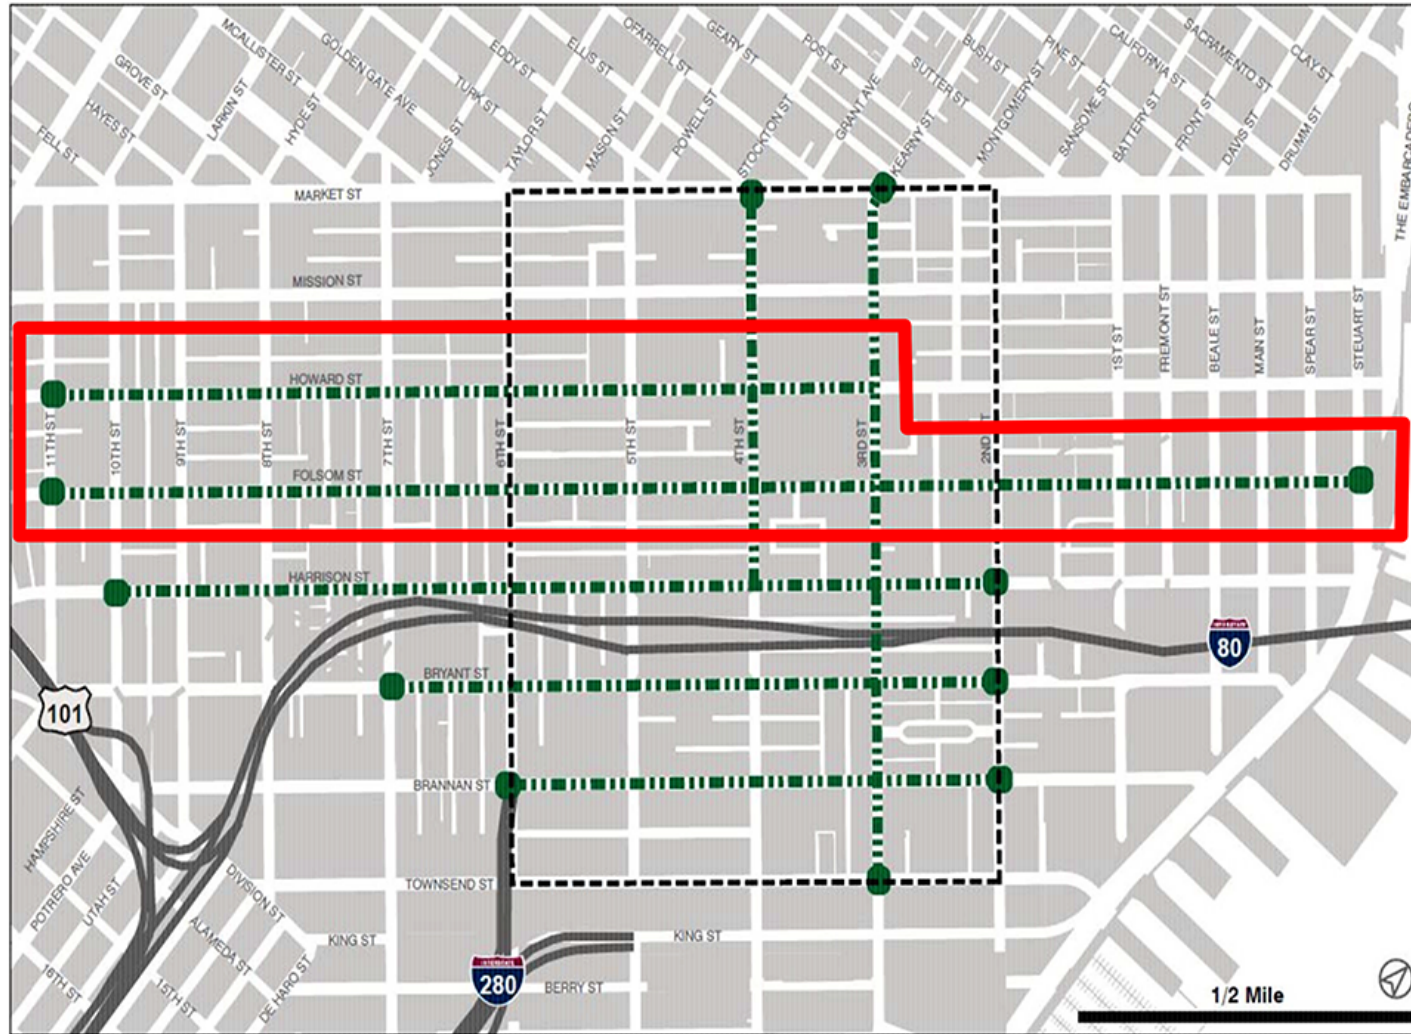 MCALLISTER ST
GOLDEN GATE AVE
OFARRELL ST
GEARY ST
POST ST
BUSH ST
PINE ST
CALIFORNIA ST
SACRAMENTO ST
CLAY ST
GROVE ST
EDDY ST
ELLIS ST
SUTTER ST
HAYES ST
TURK ST
FELL ST
LARKIN ST
HYDE ST
JONES ST
TAYLOR ST
MASON ST
POWELL ST
STOCKTON ST
GRANT AVE
KEARNY ST
MONTGOMERY ST
SANSOME ST
BATTERY ST
FRONT ST
DAVIS ST
DRUMM ST
MARKET ST
MISSION ST
1ST ST
FREMONT ST
BEALE ST
MAIN ST
SPEAR ST
STEUART ST
HOWARD ST
11TH ST
10TH ST
9TH ST
8TH ST
7TH ST
6TH ST
5TH ST
4TH ST
3RD ST
FOLSOM ST
HARRISON ST
80
BRYANT ST
101
BRANNAN ST
HAMPSHIRE ST
POTRERO AVE
UTAH ST
DIVISION ST
TOWNSEND ST
ALAMEDA ST
KING ST
KING ST
16TH ST
15TH ST
DE HARO ST
INTERSTATE
280
BERRY ST
1/2 Mile